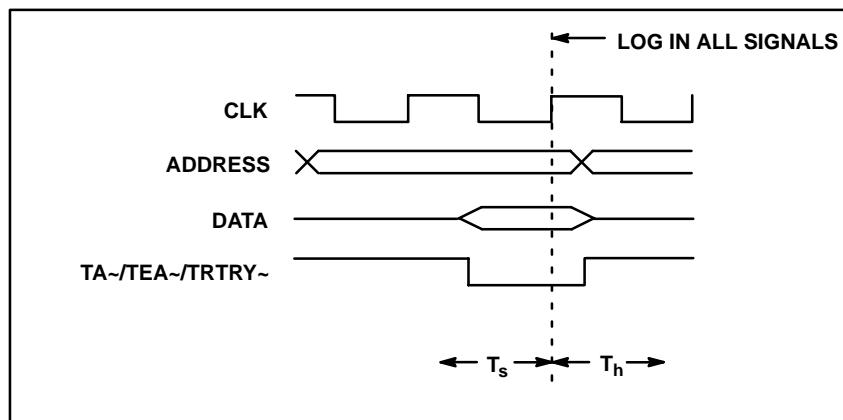 LOG IN ALL SIGNALS
CLK
ADDRESS
DATA
TA~/TEA~/TRTRY~
Ts Th